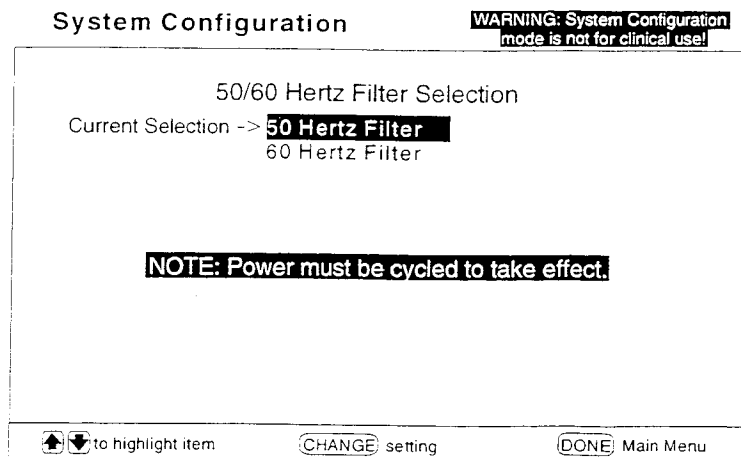 System Configuration
WARNING: System Configuration
mode is not for clinical use!
50/60 Hertz Filter Selection
Current Selection -> 50 Hertz Filter
60 Hertz Filter
NOTE: Power must be cycled to take effect.
to highlight item
CHANGE setting
DONE Main Menu